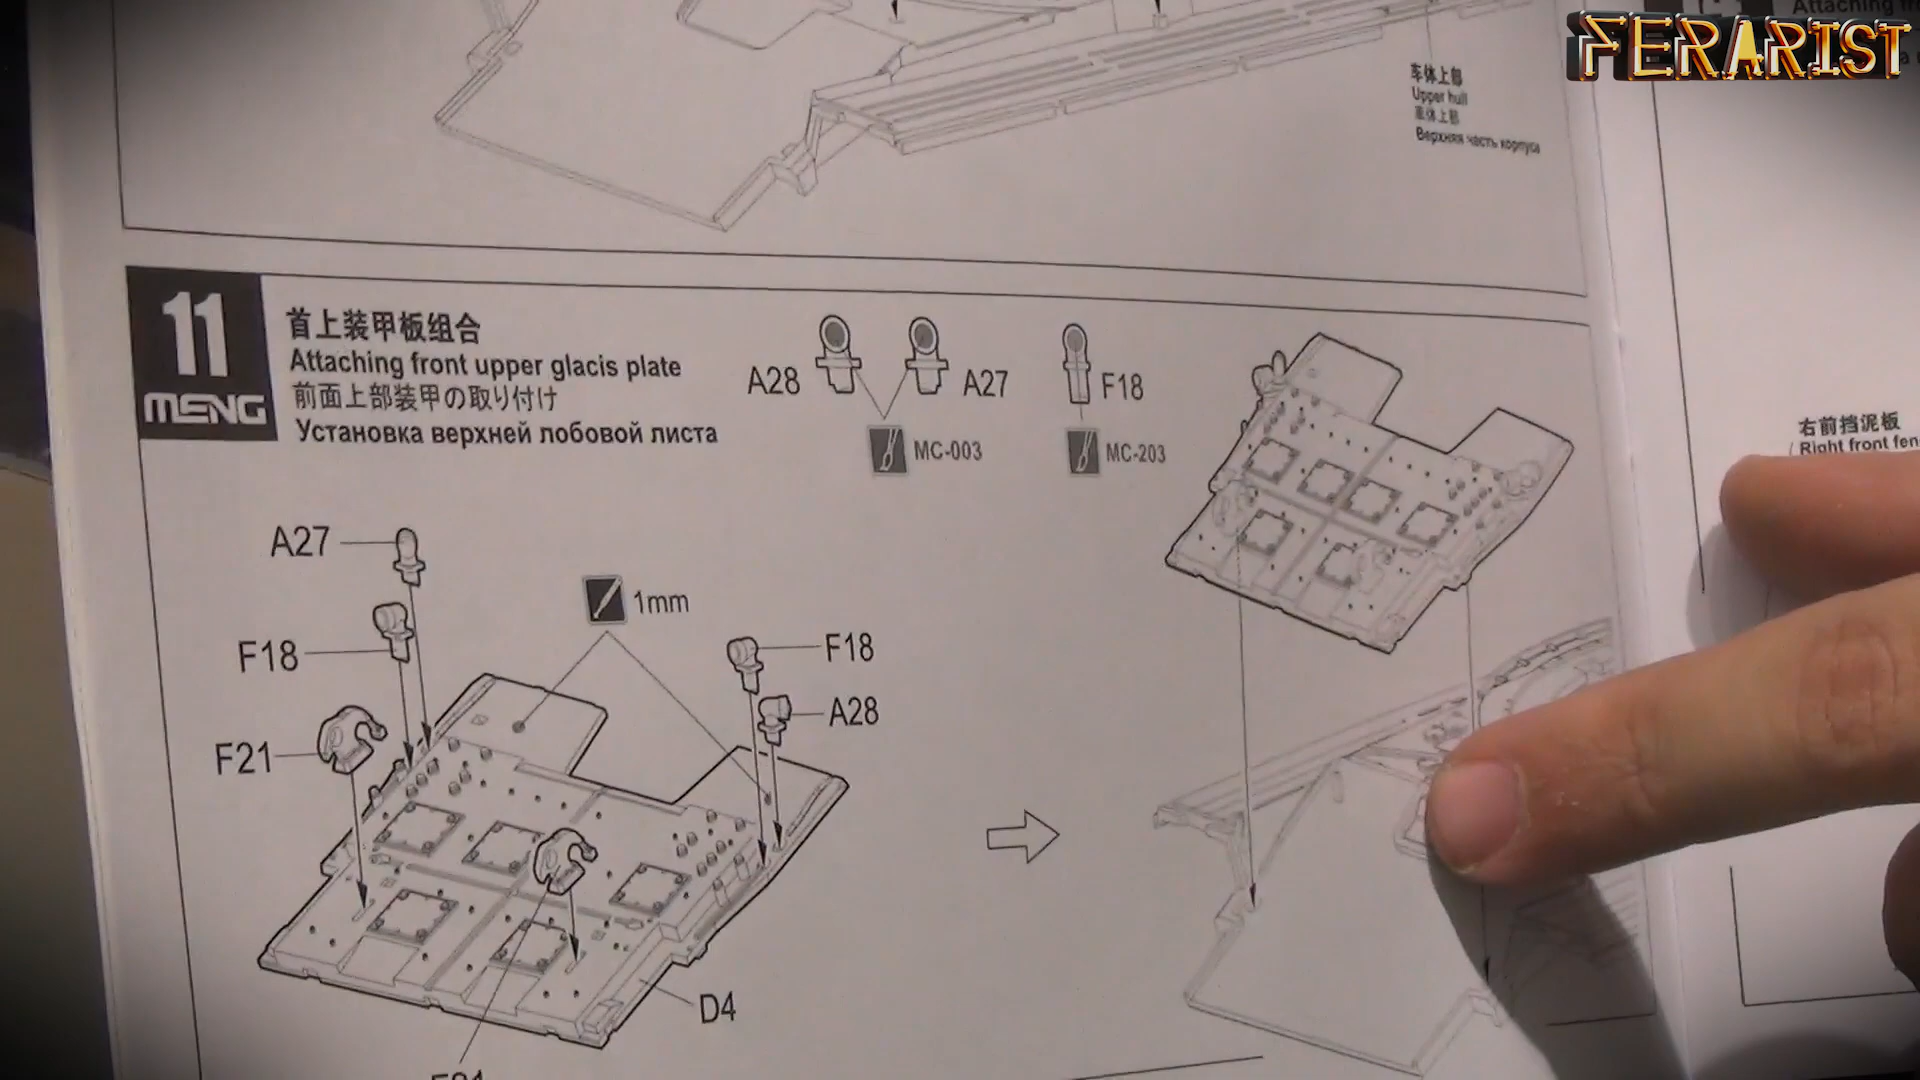 FERARIST
车体上部
Upper hull
車体上部
Верхняя часть корпуса
11
MENG
首上装甲板组合
Attaching front upper glacis plate
前面上部装甲の取り付け
Установка верхней лобовой листа
A28
A27
F18
MC-003
MC-203
A27
F18
F21
1mm
F18
A28
D4
右前挡泥板
Right front fen
Attaching fr